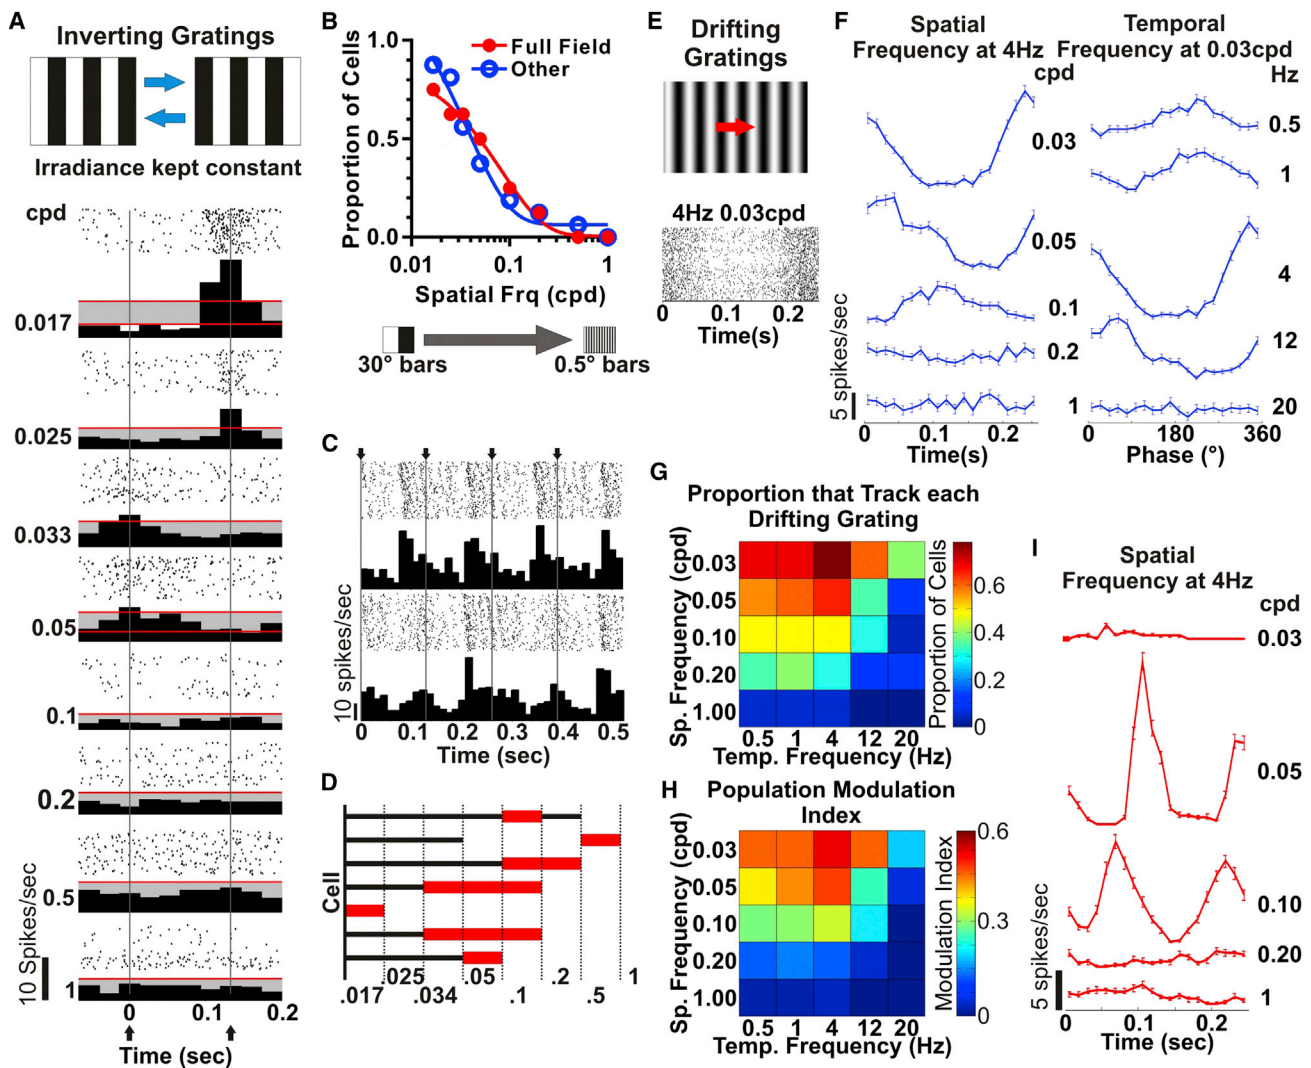 A
Inverting Gratings
Irradiance kept constant
cpd
0.017
0.025
0.033
0.05
0.1
0.2
0.5
1
10 Spikes/sec
0 0.1 0.2
Time (sec)
B
Proportion of Cells
1.0
0.5
0.0
Full Field
Other
0.01 0.1 1
Spatial Frq (cpd)
30° bars 0.5° bars
C
10 spikes/sec
0 0.1 0.2 0.3 0.4 0.5
Time (sec)
D
Cell
.025 .05 .2 1
.017 .034 .1 .5
E
Drifting
Gratings
4Hz 0.03cpd
0 0.1 0.2
Time(s)
F
Spatial
Frequency at 4Hz
cpd
0.03
0.05
0.1
0.2
1
5 spikes/sec
0 0.1 0.2
Time(s)
Temporal
Frequency at 0.03cpd
Hz
0.5
1
4
12
20
0 180 360
Phase (°)
G
Proportion that Track each
Drifting Grating
Sp. Frequency (cpd)
0.03
0.05
0.10
0.20
1.00
0.5 1 4 12 20
Temp. Frequency (Hz)
Proportion of Cells
0.6
0.4
0.2
0
H
Population Modulation
Index
Sp. Frequency (cpd)
0.03
0.05
0.10
0.20
1.00
0.5 1 4 12 20
Temp. Frequency (Hz)
Modulation Index
0.6
0.3
0
I
Spatial
Frequency at 4Hz
cpd
0.03
0.05
0.10
0.20
1
5 spikes/sec
0 0.1 0.2
Time (sec)